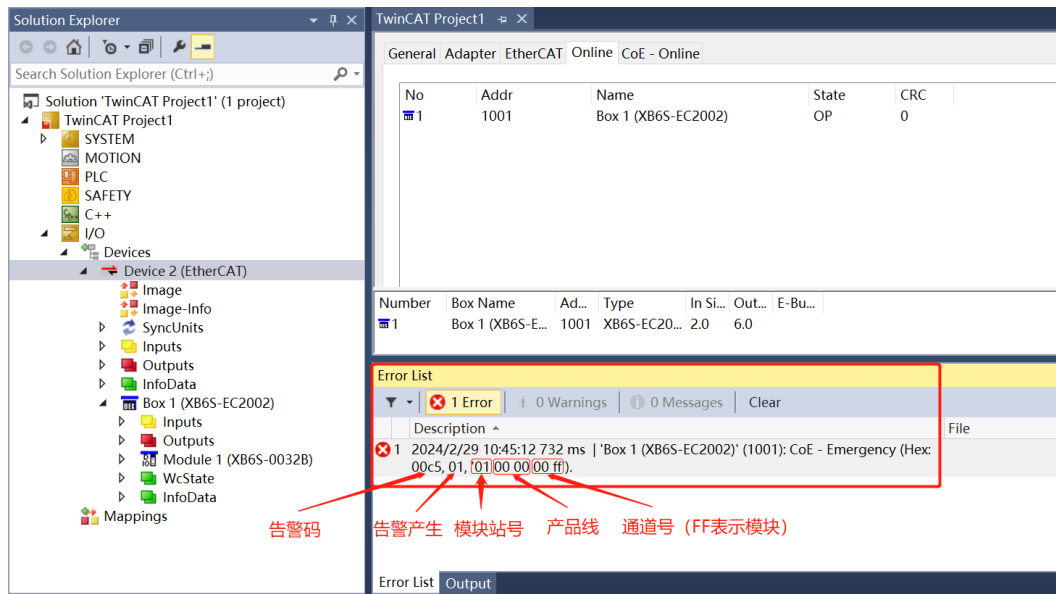 Solution Explorer
Search Solution Explorer (Ctrl+;)
Solution 'TwinCAT Project1' (1 project)
TwinCAT Project1
SYSTEM
MOTION
PLC
SAFETY
C++
I/O
Devices
Device 2 (EtherCAT)
Image
Image-Info
SyncUnits
Inputs
Outputs
InfoData
Box 1 (XB6S-EC2002)
Inputs
Outputs
Module 1 (XB6S-0032B)
WcState
InfoData
Mappings
TwinCAT Project1
General Adapter EtherCAT Online CoE - Online
No Addr Name State CRC
1 1001 Box 1 (XB6S-EC2002) OP 0
Number Box Name Ad... Type In Si... Out... E-Bu...
1 Box 1 (XB6S-E... 1001 XB6S-EC20... 2.0 6.0
Error List
1 Error 0 Warnings 0 Messages Clear
Description File
1 2024/2/29 10:45:12 732 ms | 'Box 1 (XB6S-EC2002)' (1001): CoE - Emergency (Hex:
00c5, 01, '01 00 00 00 ff').
告警码 告警产生 模块站号 产品线 通道号（FF表示模块）
Error List Output